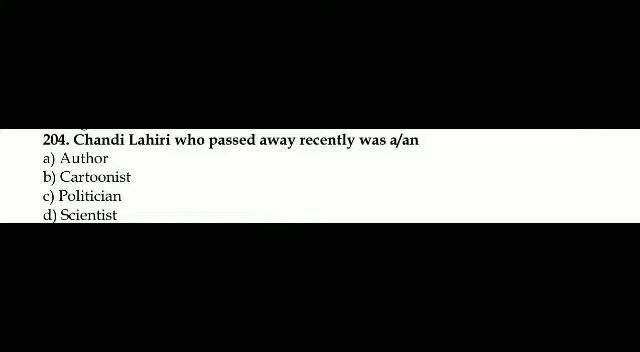 204. Chandi Lahiri who passed away recently was a/an
a) Author
b) Cartoonist
c) Politician
d) Scientist